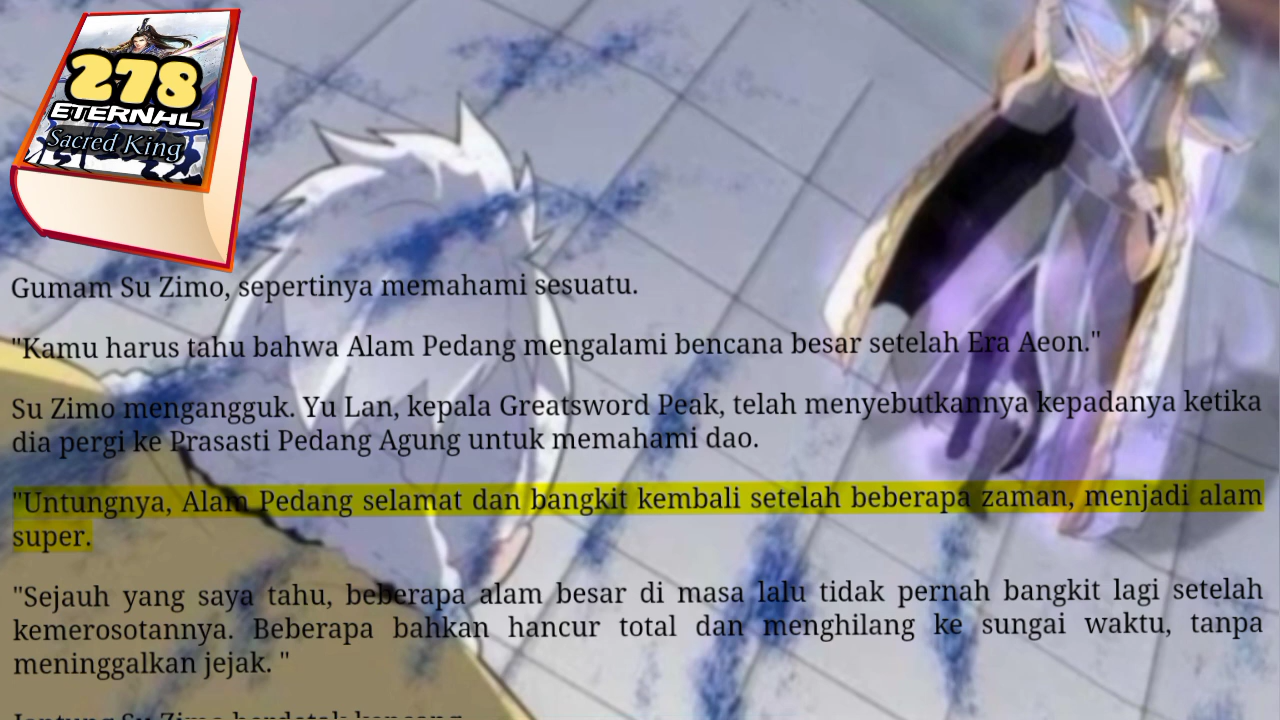 278
ETERNAL
Sacred King
Gumam Su Zimo, sepertinya memahami sesuatu.
"Kamu harus tahu bahwa Alam Pedang mengalami bencana besar setelah Era Aeon."
Su Zimo mengangguk. Yu Lan, kepala Greatsword Peak, telah menyebutkannya kepadanya ketika
dia pergi ke Prasasti Pedang Agung untuk memahami dao.
"Untungnya, Alam Pedang selamat dan bangkit kembali setelah beberapa zaman, menjadi alam
super.
"Sejauh yang saya tahu, beberapa alam besar di masa lalu tidak pernah bangkit lagi setelah
kemerosotannya. Beberapa bahkan hancur total dan menghilang ke sungai waktu, tanpa
meninggalkan jejak. "